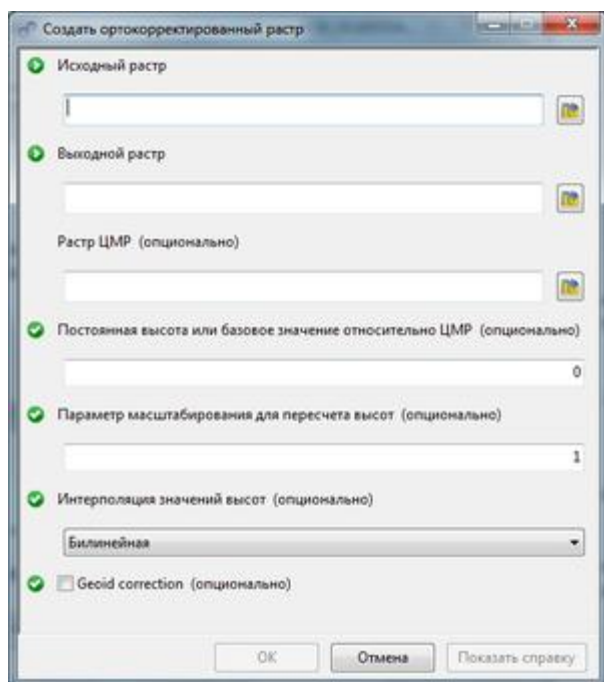 Создать ортокорректированный растр
Исходный растр
Выходной растр
Растр ЦМР (опционально)
Постоянная высота или базовое значение относительно ЦМР (опционально)
0
Параметр масштабирования для пересчета высот (опционально)
1
Интерполяция значений высот (опционально)
Билинейная
Geoid correction (опционально)
OK
Отмена
Показать справку